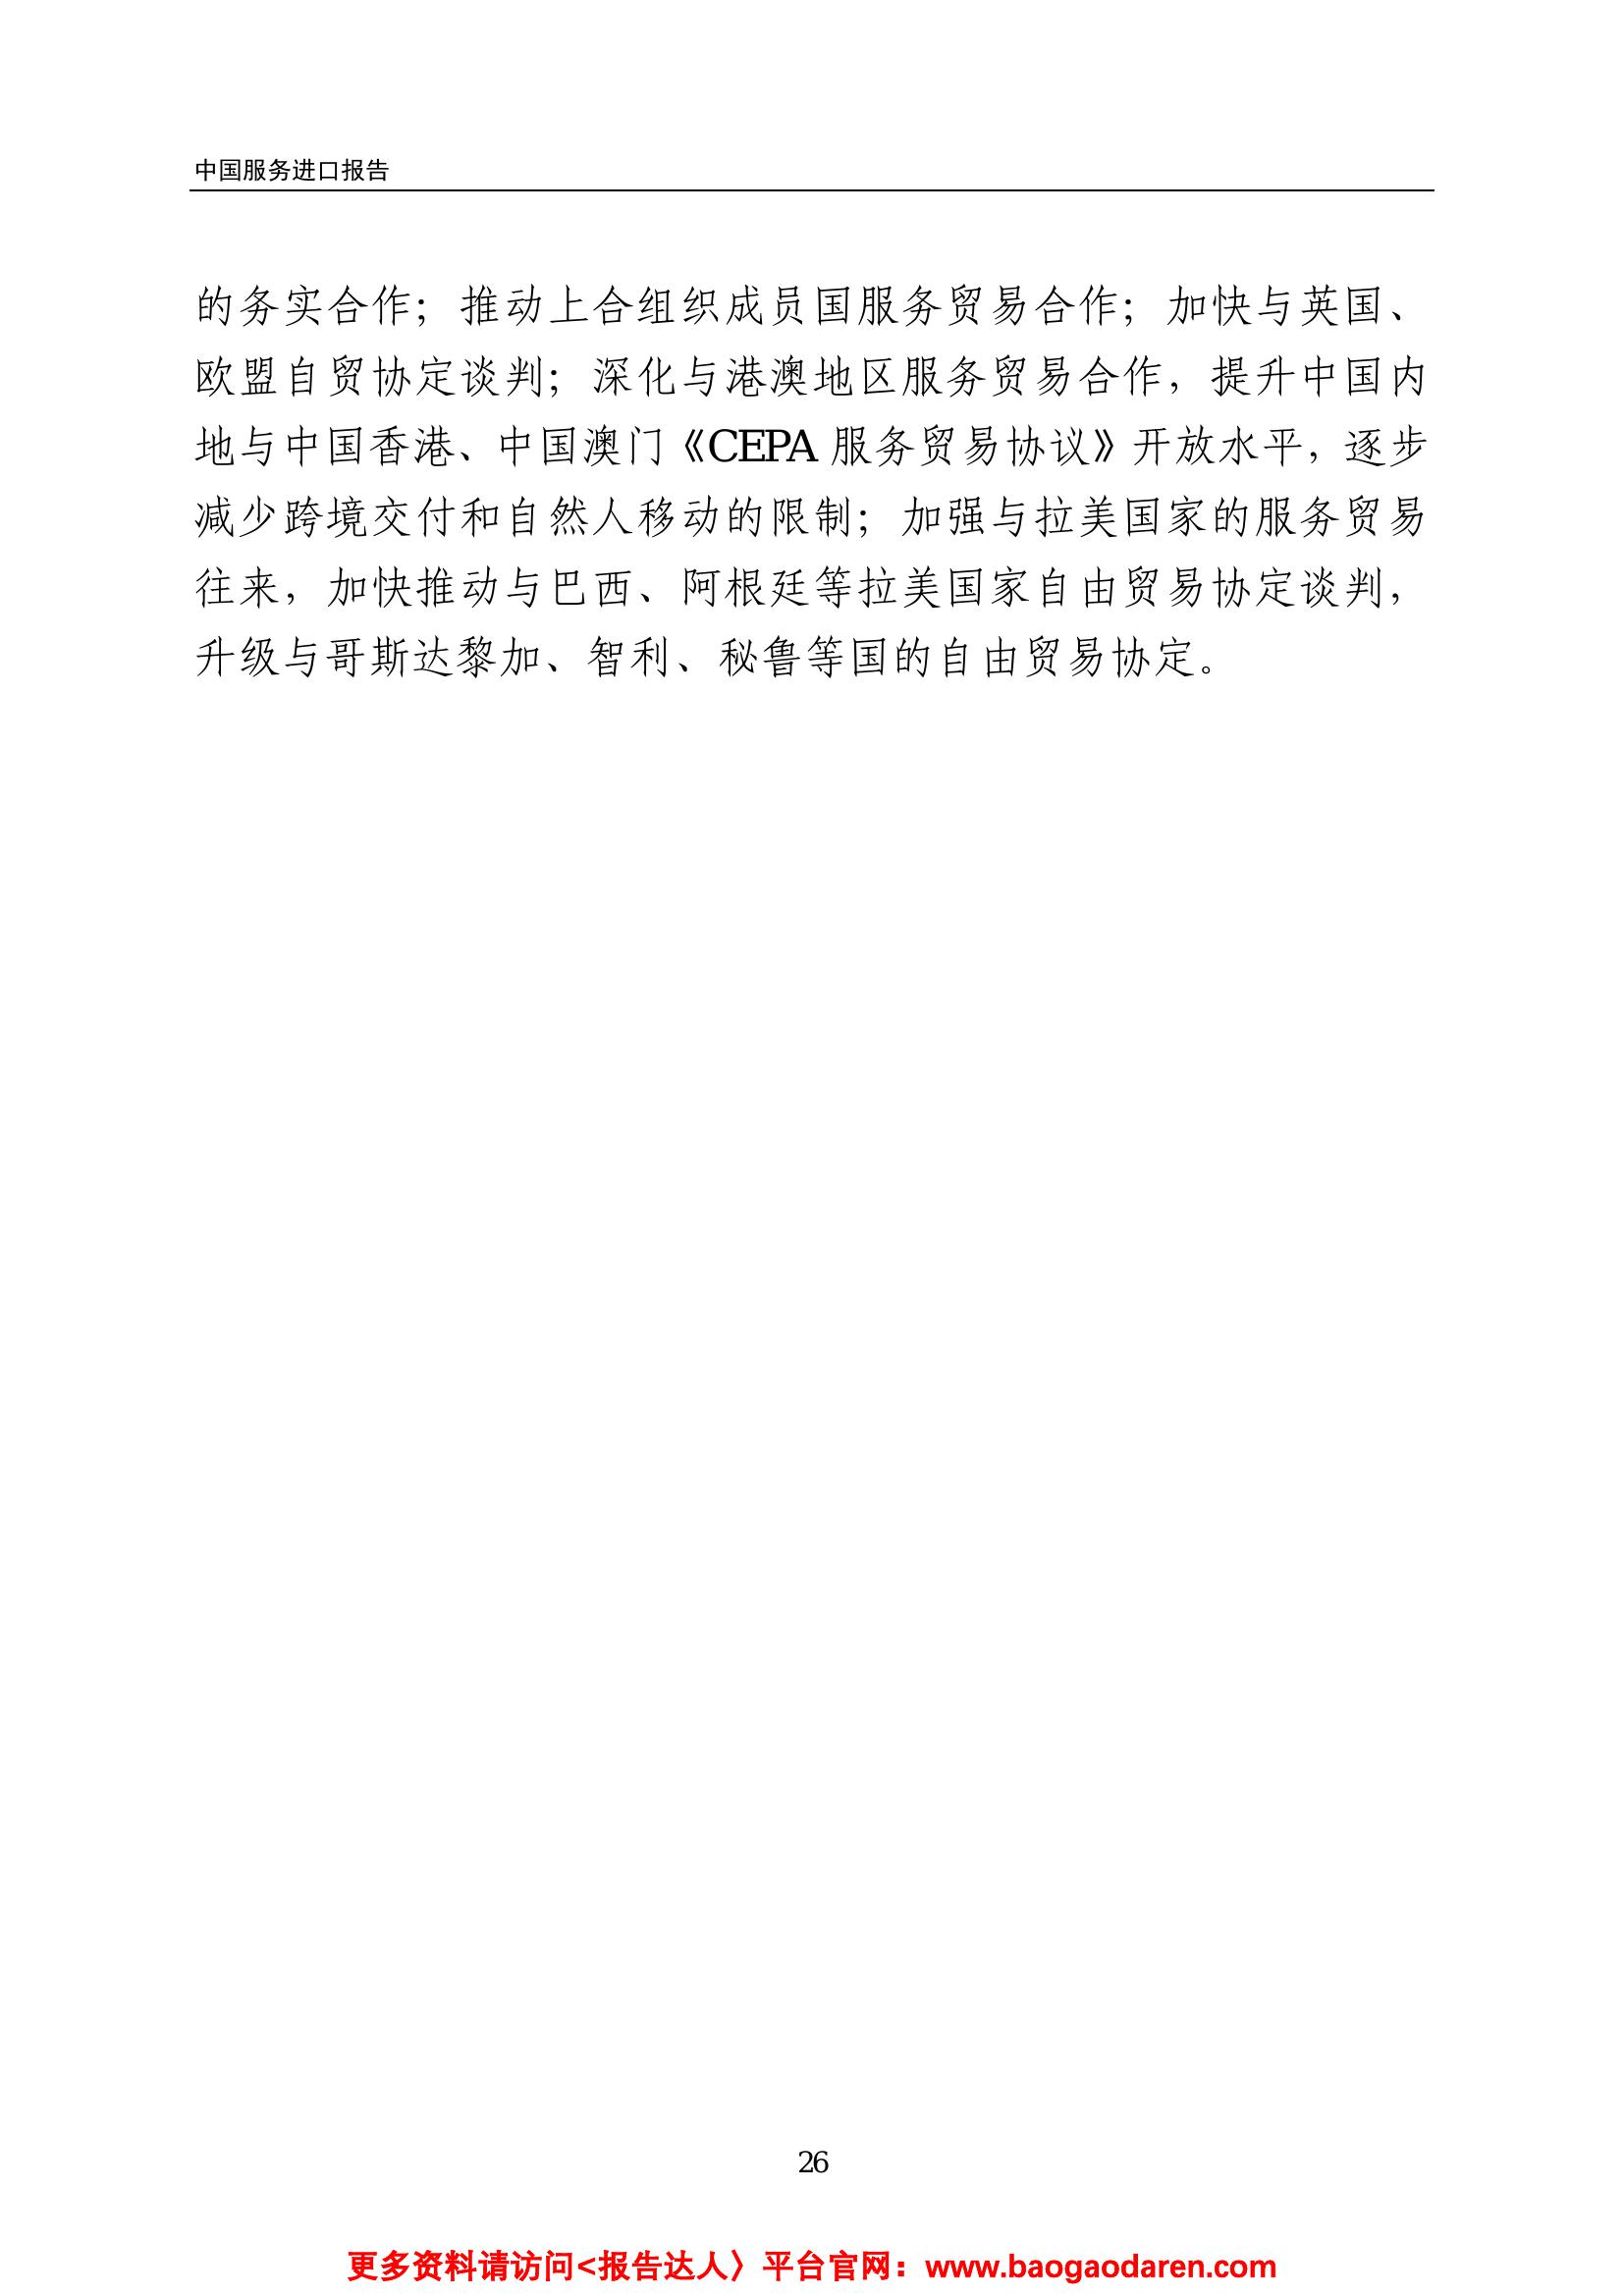 中国服务进口报告
的务实合作；推动上合组织成员国服务贸易合作；加快与英国、
欧盟自贸协定谈判；深化与港澳地区服务贸易合作，提升中国内
地与中国香港、中国澳门《CEPA 服务贸易协议》开放水平，逐步
减少跨境交付和自然人移动的限制；加强与拉美国家的服务贸易
往来，加快推动与巴西、阿根廷等拉美国家自由贸易协定谈判，
升级与哥斯达黎加、智利、秘鲁等国的自由贸易协定。
26
更多资料请访问<报告达人〉平台官网：www.baogaodaren.com